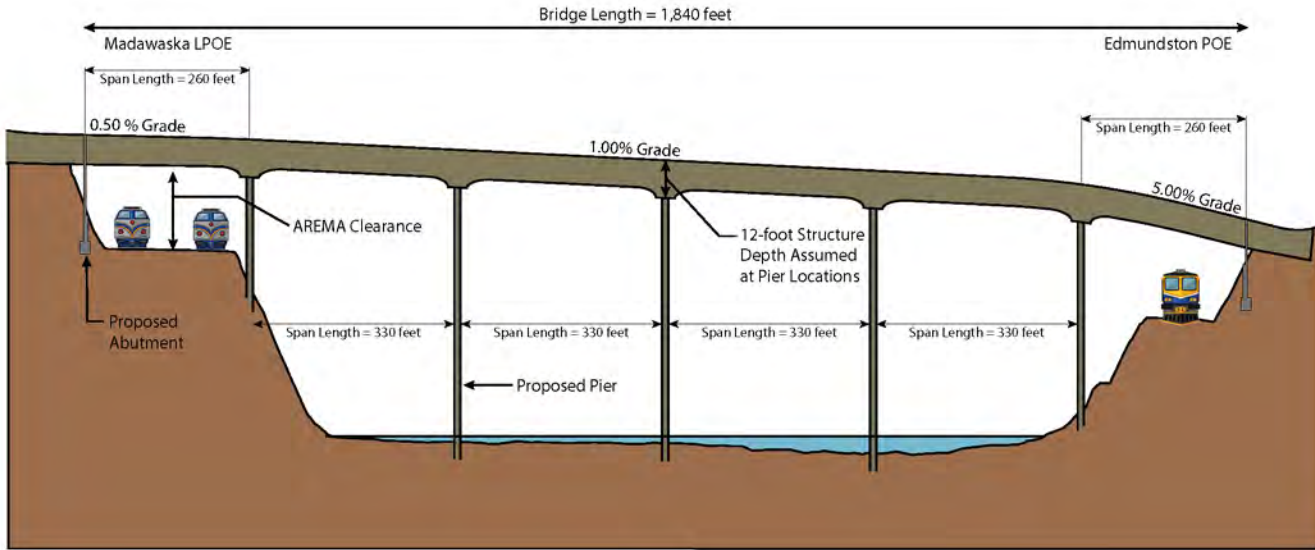 Bridge Length = 1,840 feet
Madawaska LPOE
Edmundston POE
Span Length = 260 feet
0.50 % Grade
1.00% Grade
Span Length = 260 feet
5.00% Grade
AREMA Clearance
12-foot Structure
Depth Assumed
at Pier Locations
Proposed
Abutment
Span Length = 330 feet
Span Length = 330 feet
Span Length = 330 feet
Span Length = 330 feet
Proposed Pier